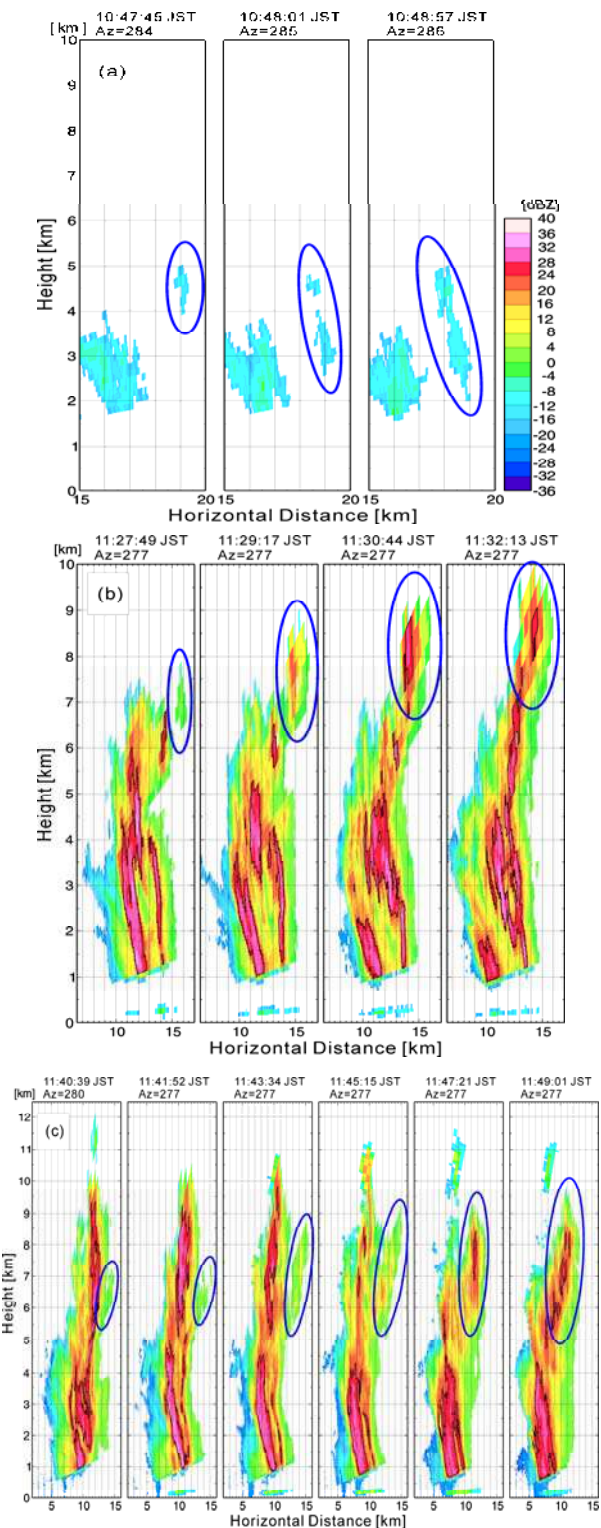 10:47:45 JST 10:48:01 JST 10:48:57 JST
[km] Az=284 Az=285 Az=286
10
(a)
9
8
7
[dBZ]
6 40
36
5 32
28
24
4 20
16
12
3 8
4
0
2 -4
-8
-12
1 -16
-20
-24
-28
-32
0 -36
Height [km]
15 20 15 20 15 20
Horizontal Distance [km]
11:27:49 JST 11:29:17 JST 11:30:44 JST 11:32:13 JST
[km] Az=277 Az=277 Az=277 Az=277
10
(b)
9
8
7
6
5
4
3
2
1
0
Height [km]
10 15 10 15 10 15 10 15
Horizontal Distance [km]
11:40:39 JST 11:41:52 JST 11:43:34 JST 11:45:15 JST 11:47:21 JST 11:49:01 JST
[km] Az=280 Az=277 Az=277 Az=277 Az=277 Az=277
12
(c)
11
10
9
8
7
6
5
4
3
2
1
0
Height [km]
5 10 15 5 10 15 5 10 15 5 10 15 5 10 15 5 10 15
Horizontal Distance [km]